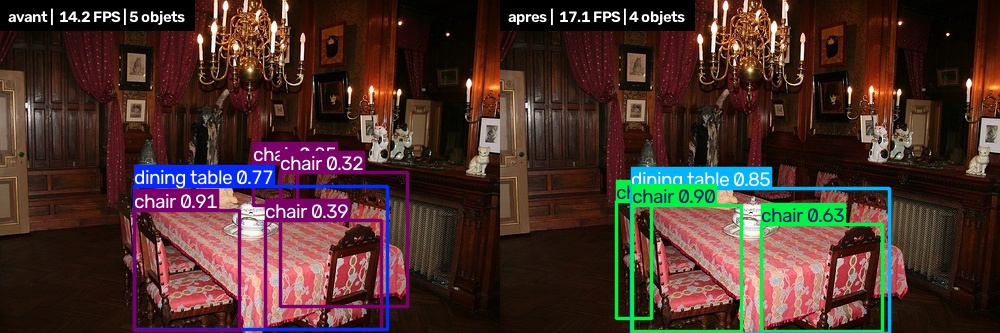 avant | 14.2 FPS | 5 objets
apres | 17.1 FPS | 4 objets
chair 0.32
dining table 0.77
chair 0.91
chair 0.39
dining table 0.85
chair 0.90
chair 0.63